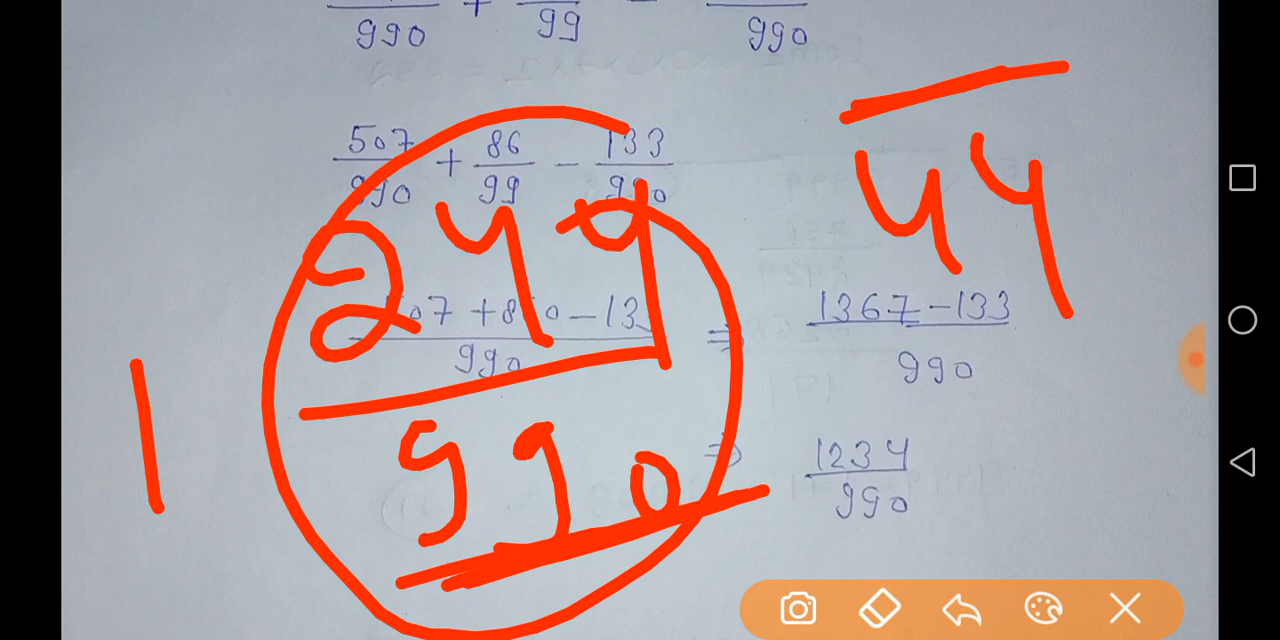 990 + 99 - 990
507/990 + 86/99 - 133/990
507 + 860 - 133/990 ⇒ 1367 - 133/990
⇒ 1234/990
1 244/990
44